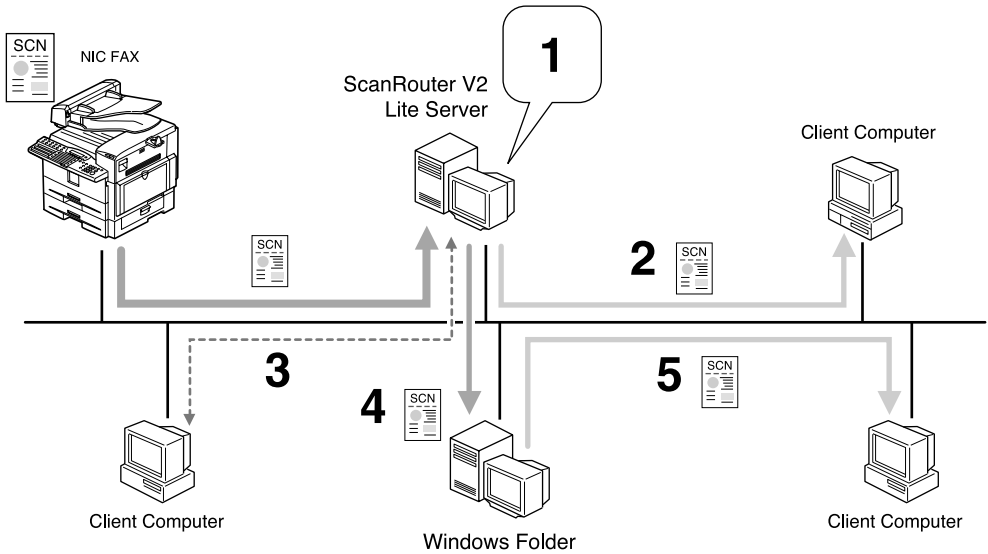 SCN
NIC FAX
ScanRouter V2
Lite Server
1
Client Computer
SCN
2
SCN
3
4
SCN
5
SCN
Client Computer
Windows Folder
Client Computer